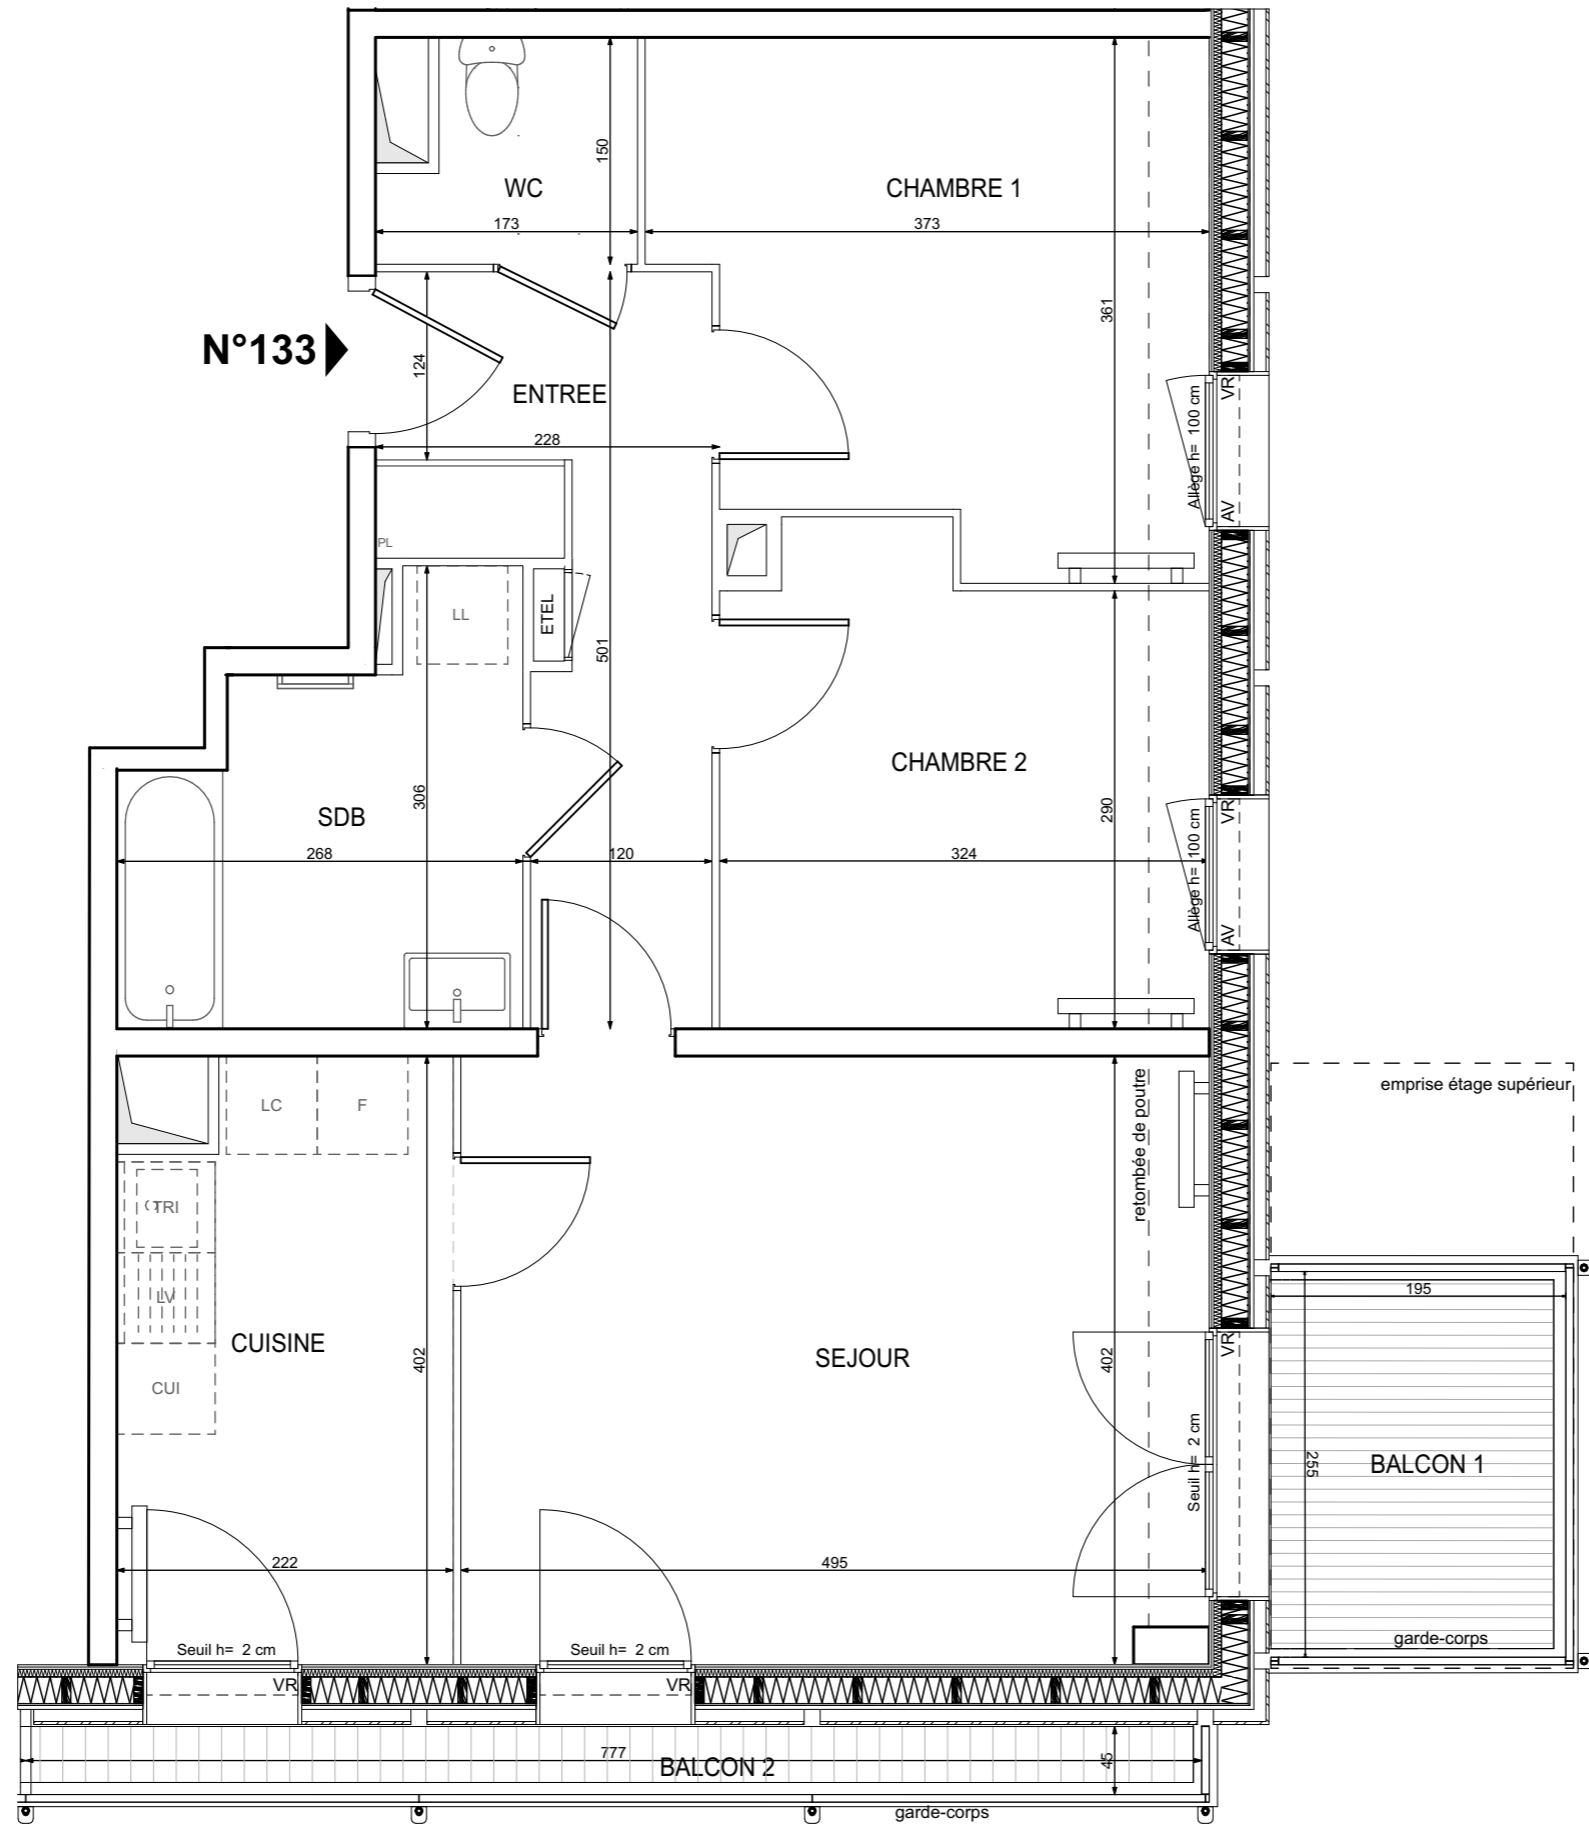 150
WC
CHAMBRE 1
173
373
361
N°133
124
ENTREE
VR
Allège h= 100 cm
228
AV
PL
LL
ETEL
501
CHAMBRE 2
306
290
VR
SDB
Allège h= 100 cm
268
120
324
AV
emprise étage supérieur
LC
F
retombée de poutre
TRI
195
LV
CUISINE
402
SEJOUR
402
VR
CUI
Seuil h= 2 cm
255
BALCON 1
222
495
garde-corps
Seuil h= 2 cm
Seuil h= 2 cm
VR
VR
777
BALCON 2
45
garde-corps